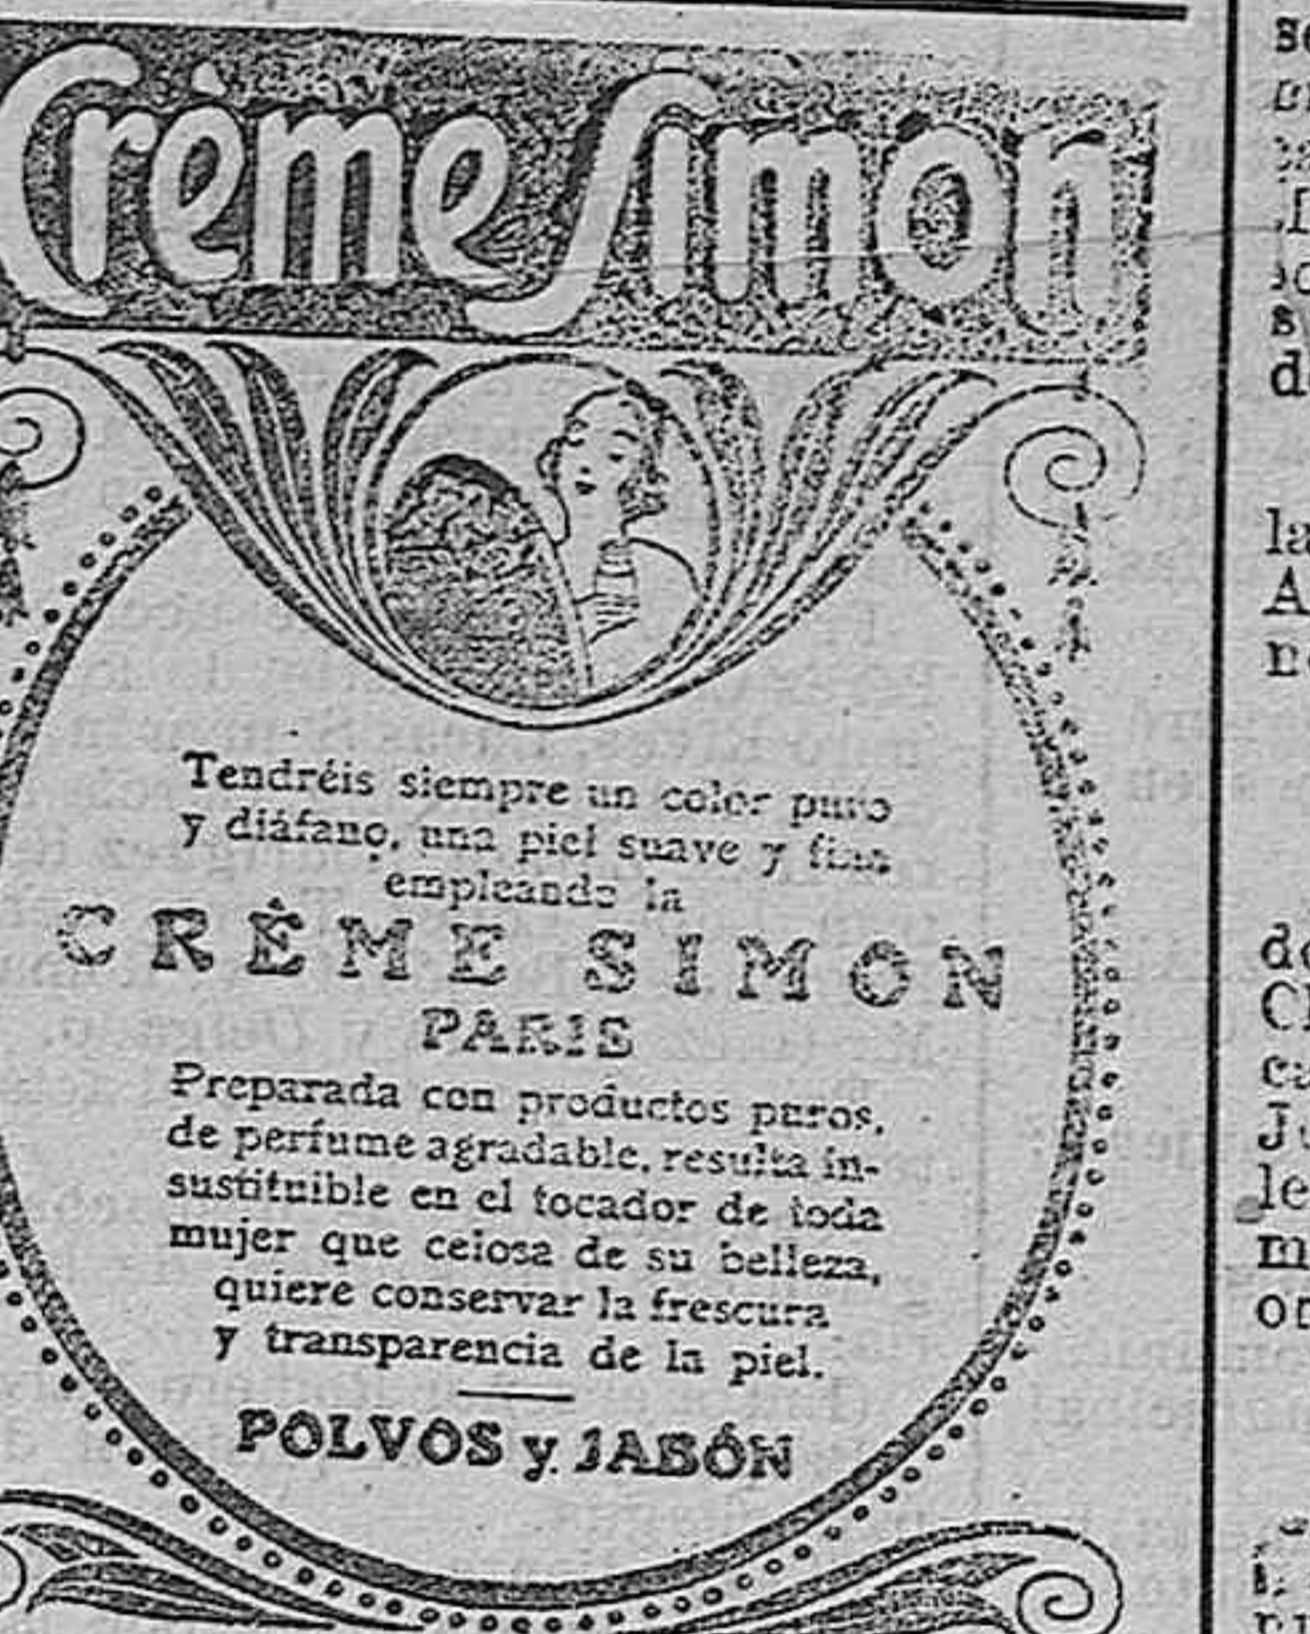 Crème Simon
Tendréis siempre un color puro
y diáfano, una piel suave y fina
empleando la
CRÈME SIMON
PARIS
Preparada con productos puros,
de perfume agradable, resulta in-
sustituible en el tocador de toda
mujer que celosa de su belleza,
quiere conservar la frescura
y transparencia de la piel.
POLVOS y JABÓN